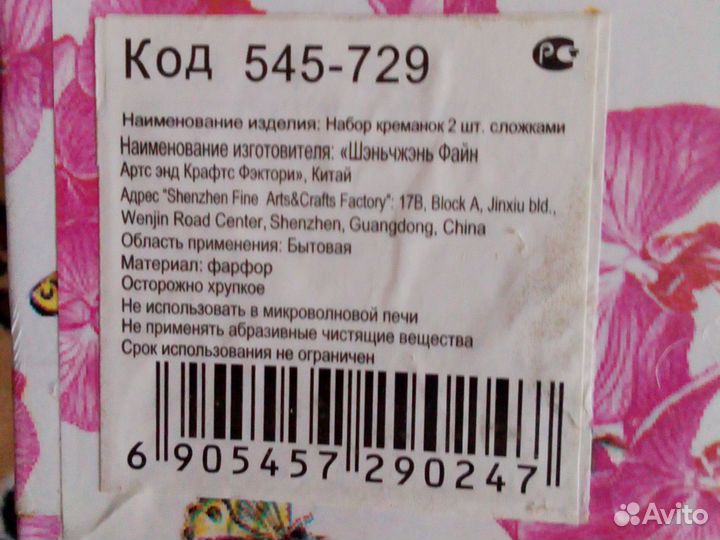 Код 545-729
РСТ
Наименование изделия: Набор креманок 2 шт. сложками
Наименование изготовителя: «Шэньчжэнь Файн
Артс энд Крафтс Фэктори», Китай
Адрес "Shenzhen Fine Arts&Crafts Factory": 17B, Block A, Jinxiu bld.,
Wenjin Road Center, Shenzhen, Guangdong, China
Область применения: Бытовая
Материал: фарфор
Осторожно хрупкое
Не использовать в микроволновой печи
Не применять абразивные чистящие вещества
Срок использования не ограничен
6 905457 290247
Avito